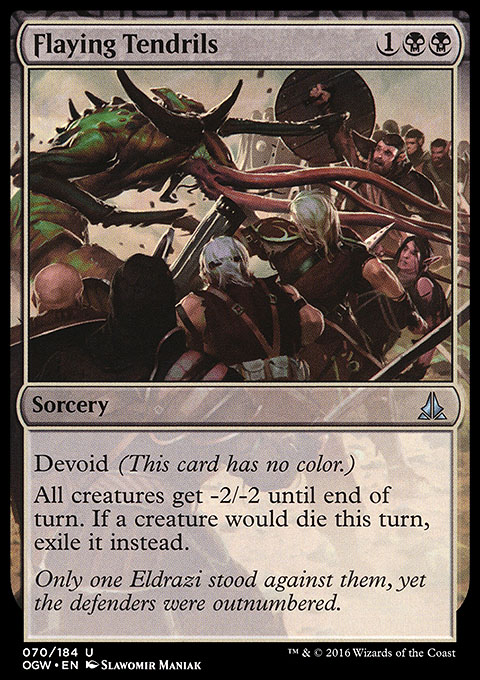 Flaying Tendrils 1
Sorcery
Devoid (This card has no color.)
All creatures get -2/-2 until end of
turn. If a creature would die this turn,
exile it instead.
Only one Eldrazi stood against them, yet
the defenders were outnumbered.
070/184 U
OGW • EN SLAWOMIR MANIAK
™ & © 2016 Wizards of the Coast